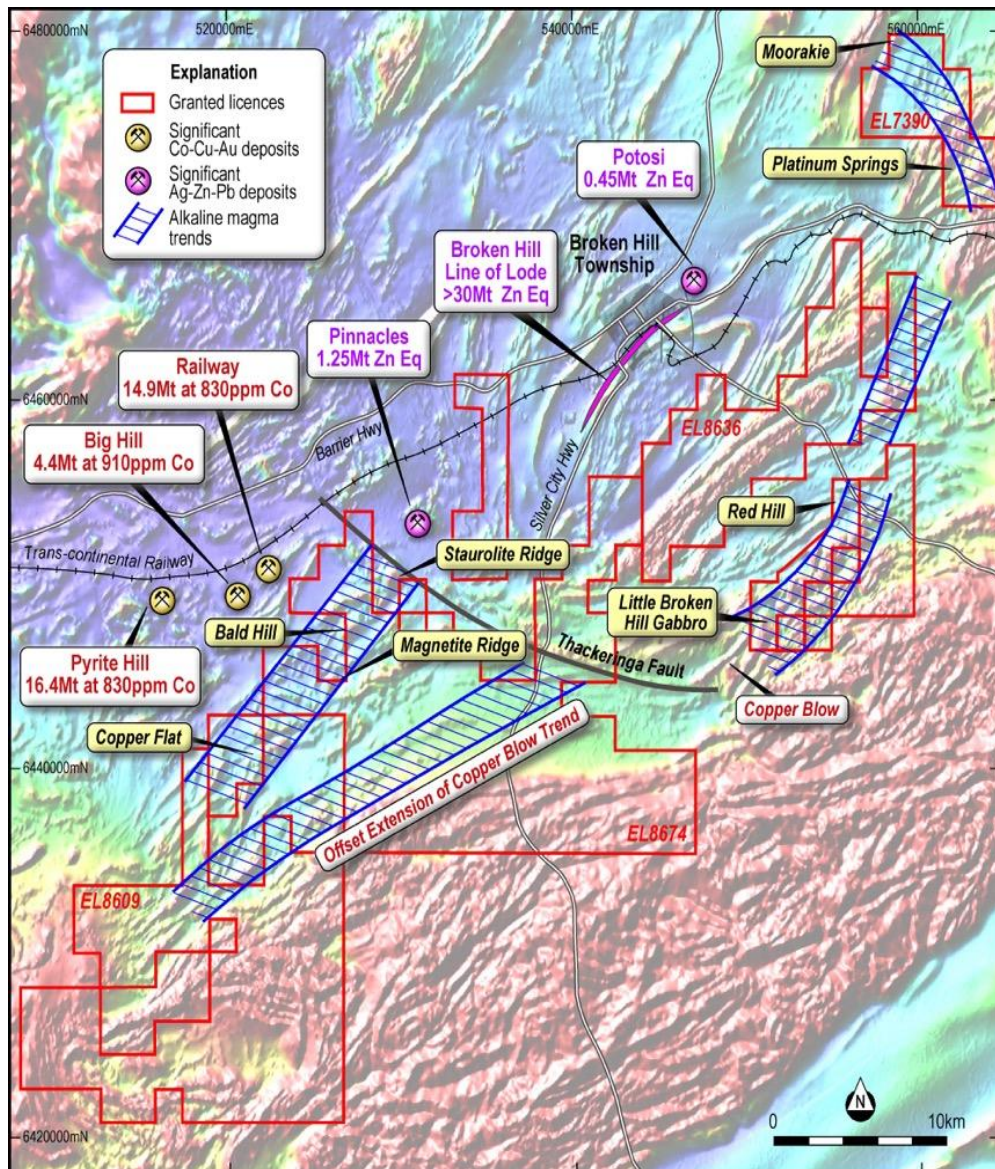 6480000mN
520000mE
540000mE
560000mE
Explanation
Granted licences
Significant
Co-Cu-Au deposits
Significant
Ag-Zn-Pb deposits
Alkaline magma
trends
Moorakie
EL7390
Platinum Springs
Potosi
0.45Mt Zn Eq
Broken Hill
Township
Broken Hill
Line of Lode
>30Mt Zn Eq
Pinnacles
1.25Mt Zn Eq
Railway
14.9Mt at 830ppm Co
6460000mN
Big Hill
4.4Mt at 910ppm Co
Barrier Hwy
EL8636
Silver City Hwy
Red Hill
Trans-continental Railway
Staurolite Ridge
Little Broken
Hill Gabbro
Bald Hill
Magnetite Ridge
Thackeringa Fault
Pyrite Hill
16.4Mt at 830ppm Co
Copper Blow
Copper Flat
6440000mN
Offset Extension of Copper Blow Trend
EL8674
EL8609
N
0
10km
6420000mN